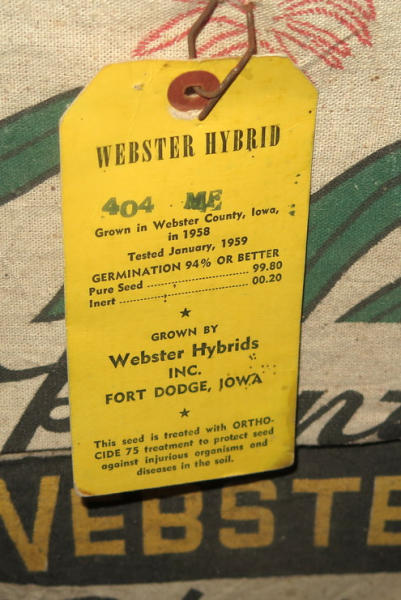 WEBSTER HYBRID
404 ME
Grown in Webster County, Iowa,
in 1958
Tested January, 1959
GERMINATION 94% OR BETTER
Pure Seed ........................ 99.80
Inert ................................ 00.20
★
GROWN BY
Webster Hybrids
INC.
FORT DODGE, IOWA
★
This seed is treated with ORTHO-
CIDE 75 treatment to protect seed
against injurious organisms and
diseases in the soil.
WEBSTE